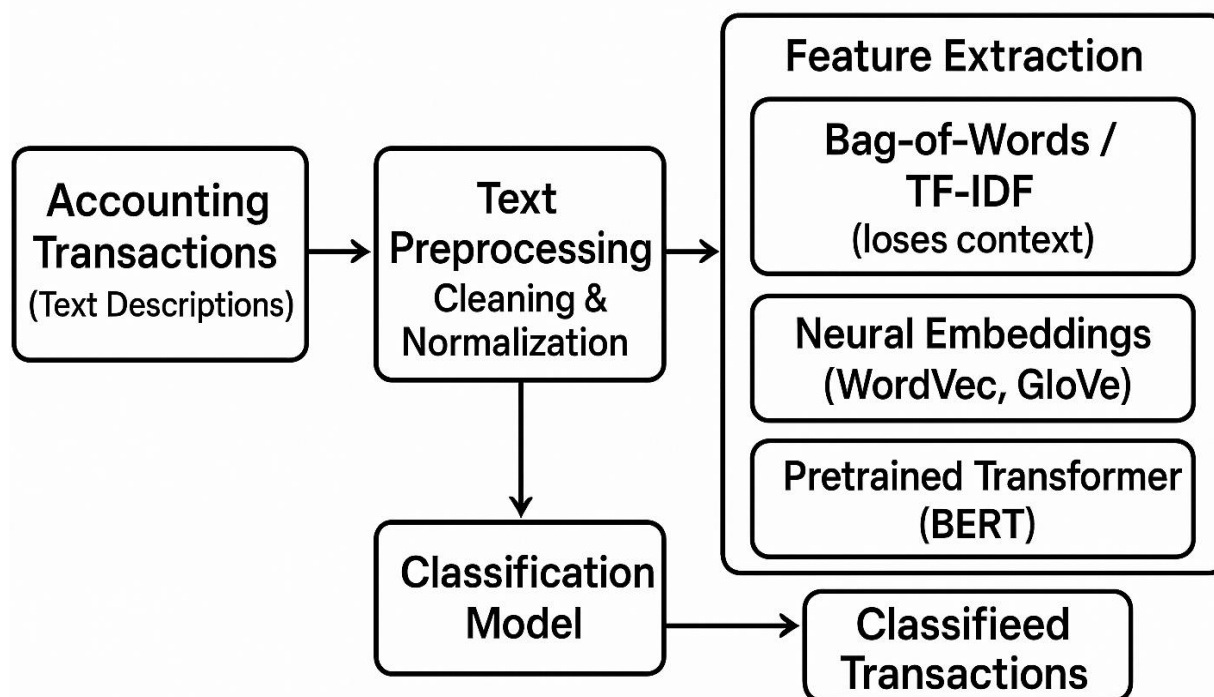 Accounting
Transactions
(Text Descriptions)
Text
Preprocessing
Cleaning &
Normalization
Feature Extraction
Bag-of-Words /
TF-IDF
(loses context)
Neural Embeddings
(WordVec, GloVe)
Pretrained Transformer
(BERT)
Classification
Model
Classifieed
Transactions